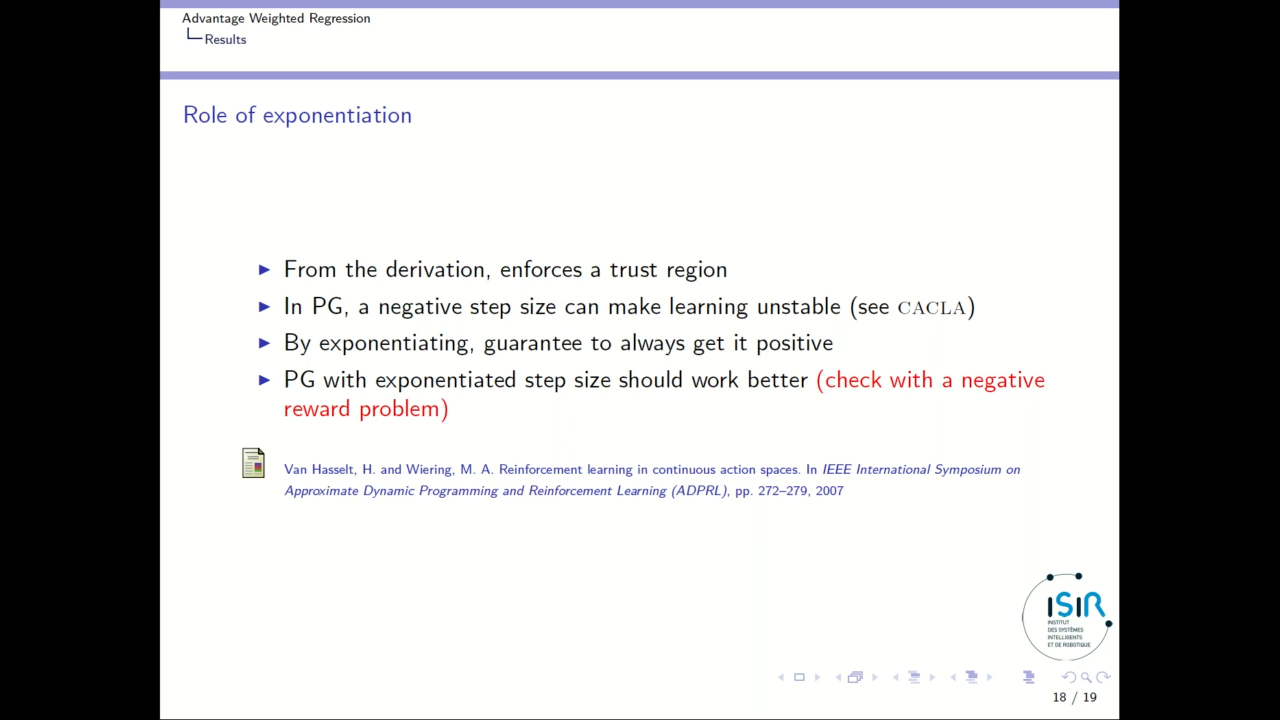 Advantage Weighted Regression
Results
Role of exponentiation
From the derivation, enforces a trust region
In PG, a negative step size can make learning unstable (see CACLA)
By exponentiating, guarantee to always get it positive
PG with exponentiated step size should work better (check with a negative
reward problem)
Van Hasselt, H. and Wiering, M. A. Reinforcement learning in continuous action spaces. In IEEE International Symposium on
Approximate Dynamic Programming and Reinforcement Learning (ADPRL), pp. 272–279, 2007
ISIR
INSTITUT
DES SYSTÈMES
INTELLIGENTS
ET DE ROBOTIQUE
18 / 19